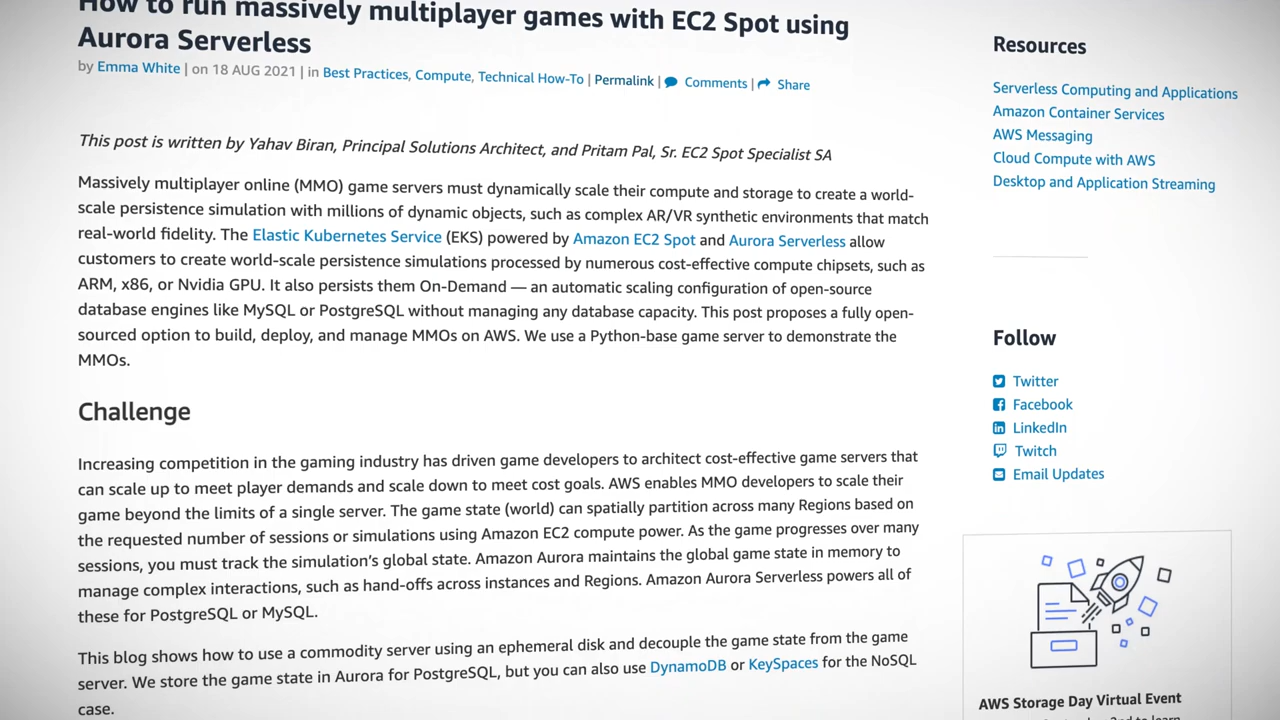 How to run massively multiplayer games with EC2 Spot using
Aurora Serverless
by Emma White | on 18 AUG 2021 | in Best Practices, Compute, Technical How-To | Permalink | Comments | Share
This post is written by Yahav Biran, Principal Solutions Architect, and Pritam Pal, Sr. EC2 Spot Specialist SA
Massively multiplayer online (MMO) game servers must dynamically scale their compute and storage to create a world-
scale persistence simulation with millions of dynamic objects, such as complex AR/VR synthetic environments that match
real-world fidelity. The Elastic Kubernetes Service (EKS) powered by Amazon EC2 Spot and Aurora Serverless allow
customers to create world-scale persistence simulations processed by numerous cost-effective compute chipsets, such as
ARM, x86, or Nvidia GPU. It also persists them On-Demand — an automatic scaling configuration of open-source
database engines like MySQL or PostgreSQL without managing any database capacity. This post proposes a fully open-
sourced option to build, deploy, and manage MMOs on AWS. We use a Python-base game server to demonstrate the
MMOs.
Challenge
Increasing competition in the gaming industry has driven game developers to architect cost-effective game servers that
can scale up to meet player demands and scale down to meet cost goals. AWS enables MMO developers to scale their
game beyond the limits of a single server. The game state (world) can spatially partition across many Regions based on
the requested number of sessions or simulations using Amazon EC2 compute power. As the game progresses over many
sessions, you must track the simulation's global state. Amazon Aurora maintains the global game state in memory to
manage complex interactions, such as hand-offs across instances and Regions. Amazon Aurora Serverless powers all of
these for PostgreSQL or MySQL.
This blog shows how to use a commodity server using an ephemeral disk and decouple the game state from the game
server. We store the game state in Aurora for PostgreSQL, but you can also use DynamoDB or KeySpaces for the NoSQL
case.
Resources
Serverless Computing and Applications
Amazon Container Services
AWS Messaging
Cloud Compute with AWS
Desktop and Application Streaming
Follow
Twitter
Facebook
LinkedIn
Twitch
Email Updates
AWS Storage Day Virtual Event